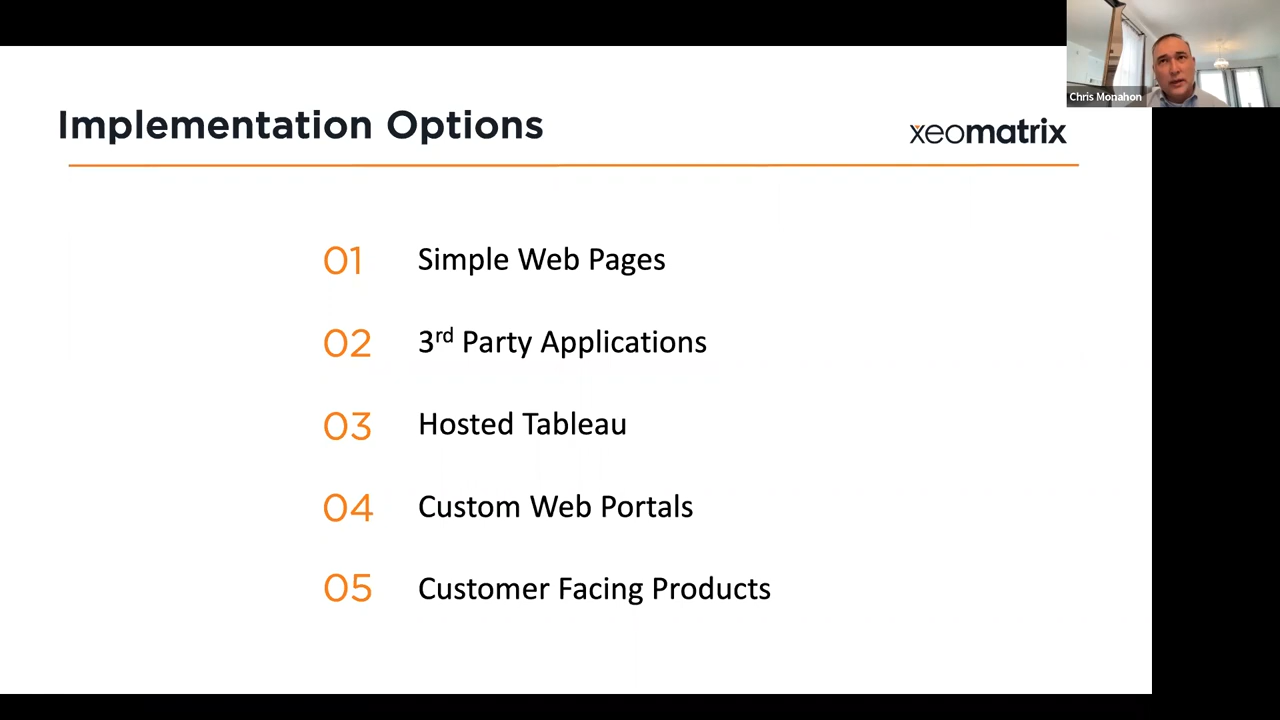 Chris Monahon
Implementation Options
xeomatrix
01 Simple Web Pages
02 3rd Party Applications
03 Hosted Tableau
04 Custom Web Portals
05 Customer Facing Products